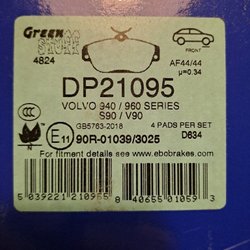 GREEN
STUFF
4824
FRONT
AF44/44
μ=0.34
DP21095
VOLVO 940 / 960 SERIES
S90 / V90
GB5763-2018
4 PADS PER SET
E11 90R-01039/3025
D634
For fitment details see www.ebcbrakes.com
5 039221 210955
8 40655 01059 3